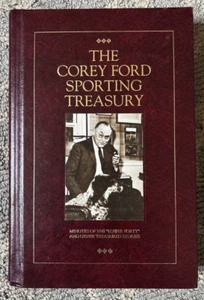 THE
COREY FORD
SPORTING
TREASURY
MINUTES OF THE "LOWER FORTY"
AND OTHER TREASURED STORIES